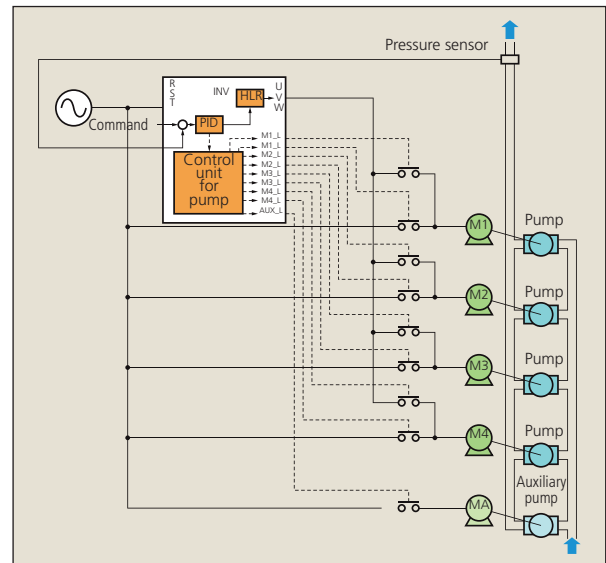 Pressure sensor
R
S
T
INV
HLR
U
V
W
Command
PID
Control
unit
for
pump
M1_L
M1_L
M2_L
M2_L
M3_L
M3_L
M4_L
M4_L
AUX_L
M1
Pump
M2
Pump
M3
Pump
M4
Pump
MA
Auxiliary
pump